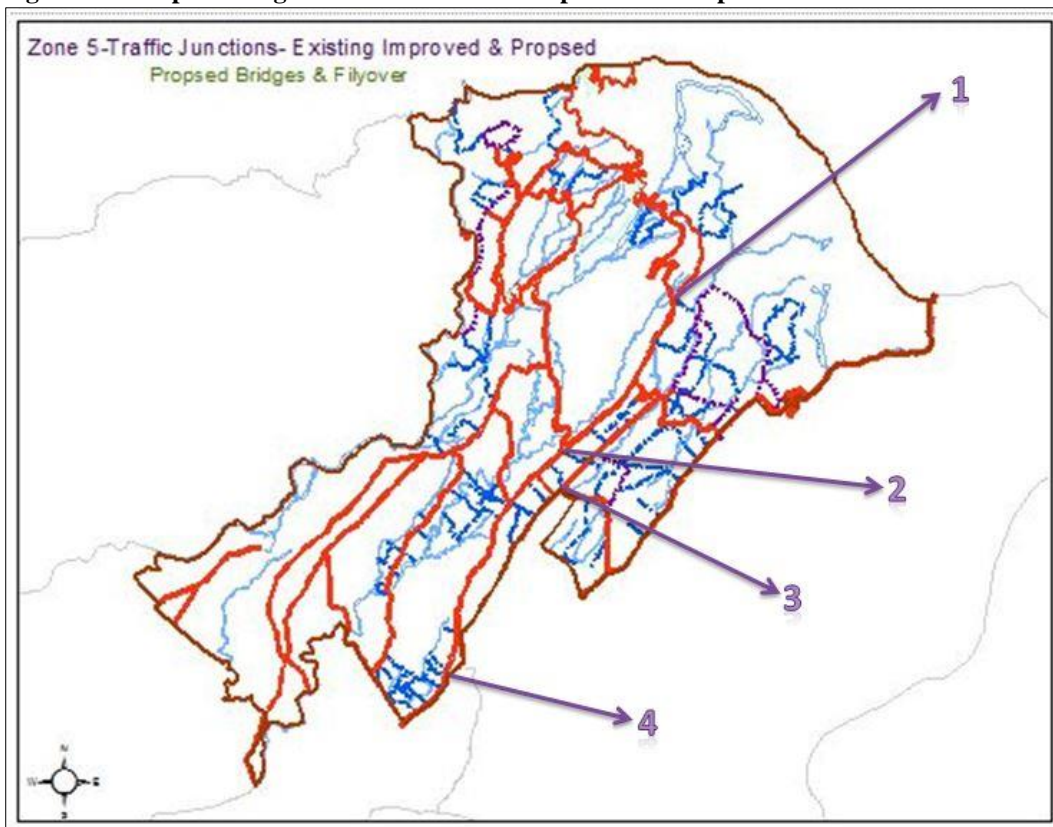 Zone 5-Traffic Junctions- Existing Improved & Propsed
Propsed Bridges & Filyover
1
2
3
4
N
W
E
S